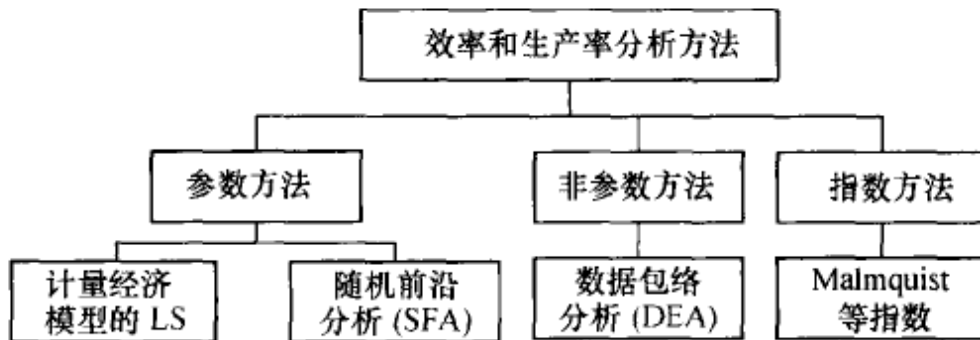 效率和生产率分析方法
参数方法
非参数方法
指数方法
计量经济
模型的 LS
随机前沿
分析 (SFA)
数据包络
分析 (DEA)
Malmquist
等指数